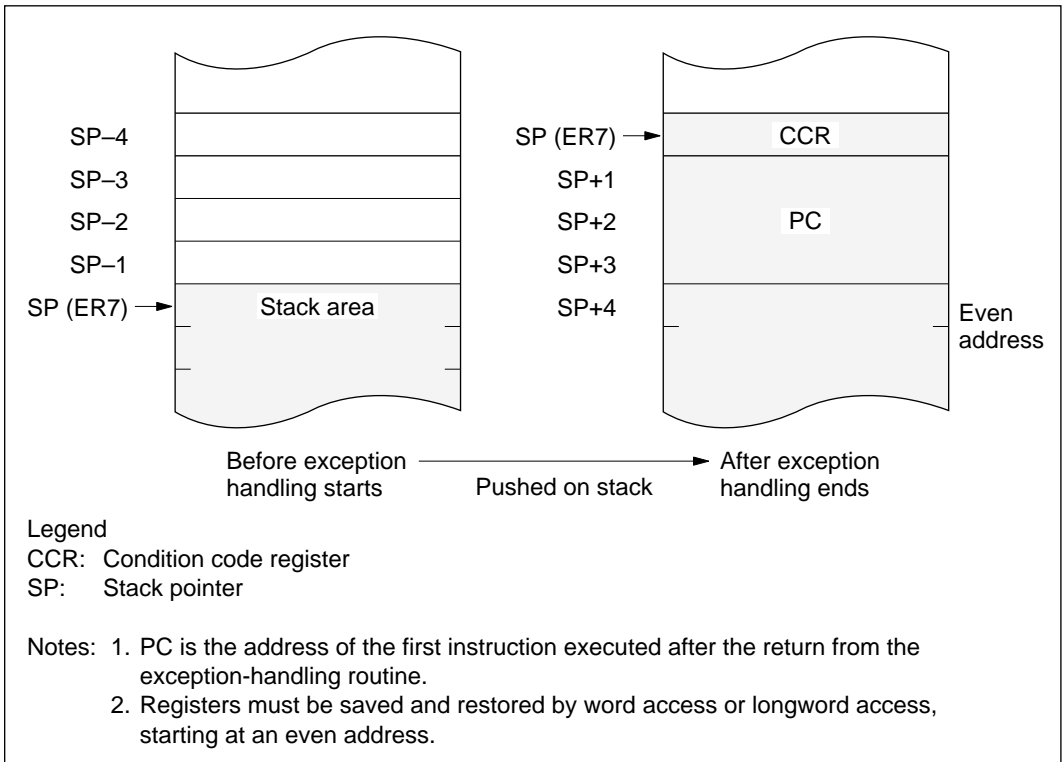 SP–4
SP–3
SP–2
SP–1
SP (ER7)
Stack area
SP (ER7)
SP+1
SP+2
SP+3
SP+4
CCR
PC
Even
address
Before exception
handling starts
Pushed on stack
After exception
handling ends
Legend
CCR: Condition code register
SP: Stack pointer
Notes: 1. PC is the address of the first instruction executed after the return from the
exception-handling routine.
2. Registers must be saved and restored by word access or longword access,
starting at an even address.